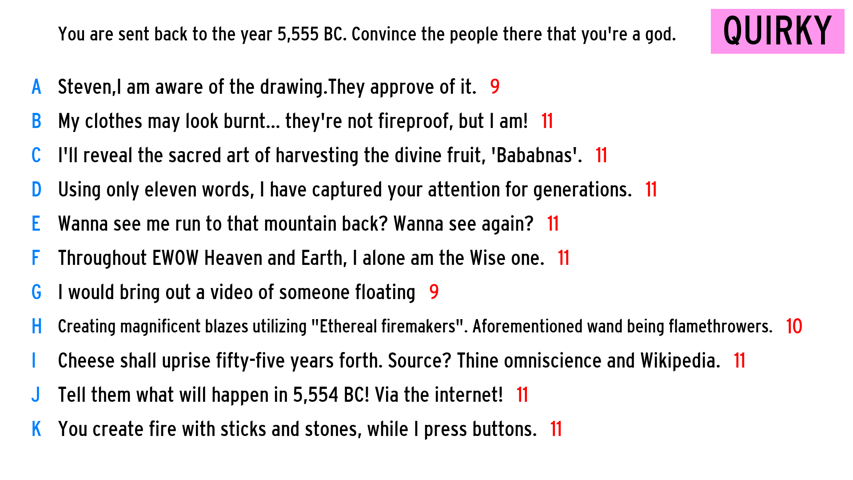 You are sent back to the year 5,555 BC. Convince the people there that you're a god.
QUIRKY
A Steven,I am aware of the drawing.They approve of it. 9
B My clothes may look burnt... they're not fireproof, but I am! 11
C I'll reveal the sacred art of harvesting the divine fruit, 'Bababnas'. 11
D Using only eleven words, I have captured your attention for generations. 11
E Wanna see me run to that mountain back? Wanna see again? 11
F Throughout EWOW Heaven and Earth, I alone am the Wise one. 11
G I would bring out a video of someone floating 9
H Creating magnificent blazes utilizing "Ethereal firemakers". Aforementioned wand being flamethrowers. 10
I Cheese shall uprise fifty-five years forth. Source? Thine omniscience and Wikipedia. 11
J Tell them what will happen in 5,554 BC! Via the internet! 11
K You create fire with sticks and stones, while I press buttons. 11